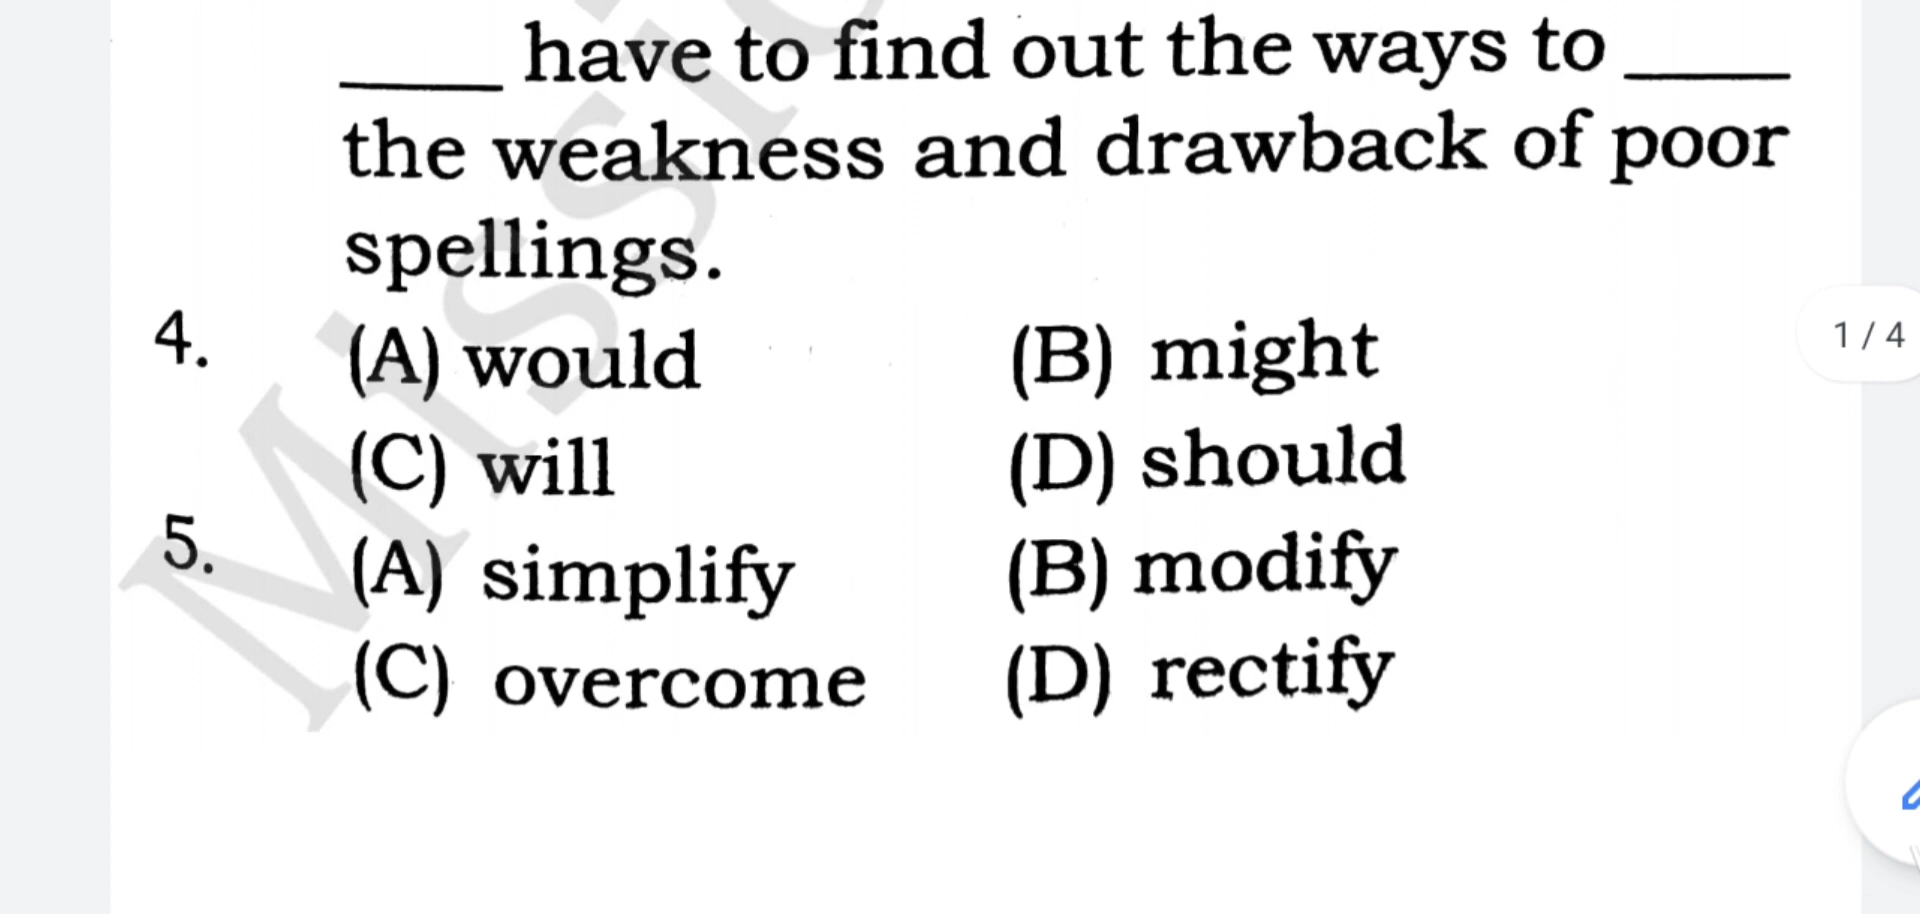 ____ have to find out the ways to ____
the weakness and drawback of poor
spellings.
4. (A) would (B) might
(C) will (D) should
5. (A) simplify (B) modify
(C) overcome (D) rectify
1 / 4